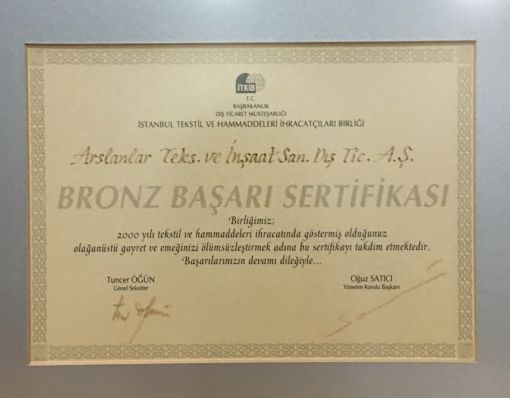 İTKİB
T.C.
BAŞBAKANLIK
DIŞ TİCARET MÜSTEŞARLIĞI
İSTANBUL TEKSTİL VE HAMMADDELERİ İHRACATÇILARI BİRLİĞİ
Arslanlar Teks. ve İnşaat San. Dış Tic. A.Ş.
BRONZ BAŞARI SERTİFİKASI
Birliğimiz;
2000 yılı tekstil ve hammaddeleri ihracatında göstermiş olduğunuz
olağanüstü gayret ve emeğinizi ölümsüzleştirmek adına bu sertifikayı takdim etmektedir.
Başarılarınızın devamı dileğiyle...
Tuncer ÖĞÜN
Genel Sekreter
Oğuz SATICI
Yönetim Kurulu Başkanı